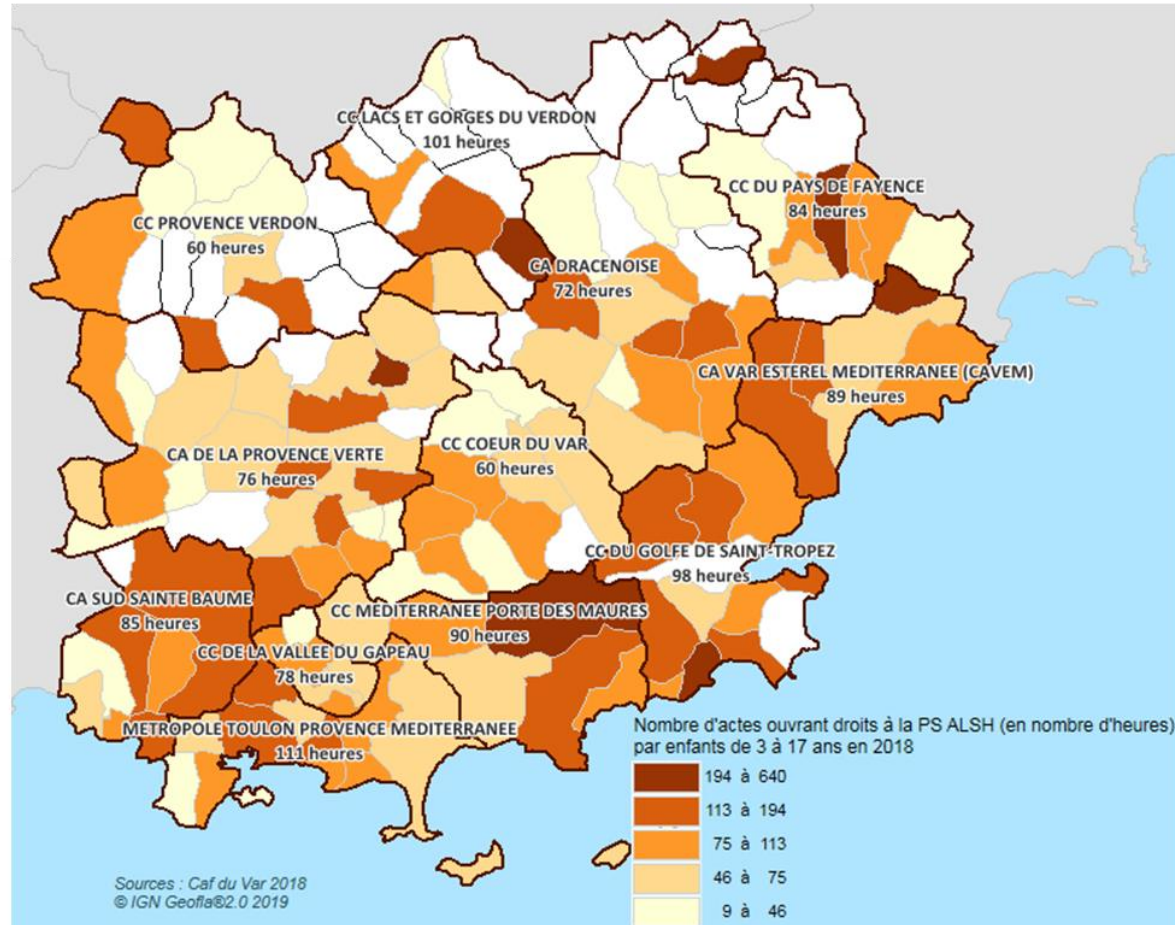 CC LACS ET GORGES DU VERDON
101 heures
CC DU PAYS DE FAYENCE
84 heures
CC PROVENCE VERDON
60 heures
CA DRACENOISE
72 heures
CA VAR ESTEREL MEDITERRANEE (CAVEM)
89 heures
CC COEUR DU VAR
60 heures
CA DE LA PROVENCE VERTE
76 heures
CC DU GOLFE DE SAINT-TROPEZ
98 heures
CA SUD SAINTE BAUME
85 heures
CC MEDITERRANEE PORTE DES MAURES
90 heures
CC DE LA VALLEE DU GAPEAU
78 heures
METROPOLE TOULON PROVENCE MEDITERRANEE
111 heures
Nombre d'actes ouvrant droits à la PS ALSH (en nombre d'heures)
par enfants de 3 à 17 ans en 2018
194 à 640
113 à 194
75 à 113
46 à 75
9 à 46
Sources : Caf du Var 2018
© IGN Geofla®2.0 2019